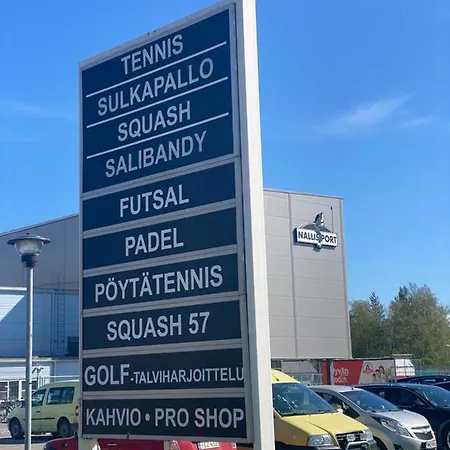 TENNIS
SULKAPALLO
SQUASH
SALIBANDY
FUTSAL
PADEL
PÖYTÄTENNIS
SQUASH 57
GOLF-TALVIHARJOITTELU
KAHVIO • PRO SHOP
NALLISPORT